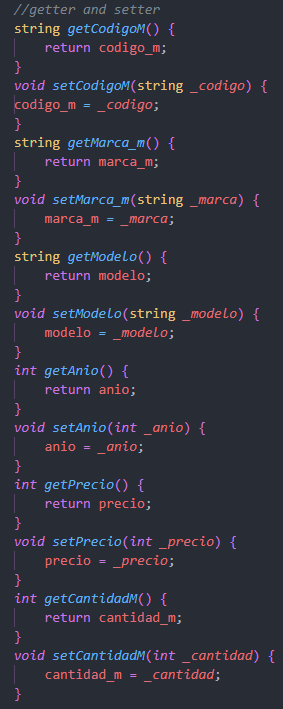 //getter and setter
string getCodigoM() {
return codigo_m;
}
void setCodigoM(string _codigo) {
codigo_m = _codigo;
}
string getMarca_m() {
return marca_m;
}
void setMarca_m(string _marca) {
marca_m = _marca;
}
string getModelo() {
return modelo;
}
void setModelo(string _modelo) {
modelo = _modelo;
}
int getAnio() {
return anio;
}
void setAnio(int _anio) {
anio = _anio;
}
int getPrecio() {
return precio;
}
void setPrecio(int _precio) {
precio = _precio;
}
int getCantidadM() {
return cantidad_m;
}
void setCantidadM(int _cantidad) {
cantidad_m = _cantidad;
}